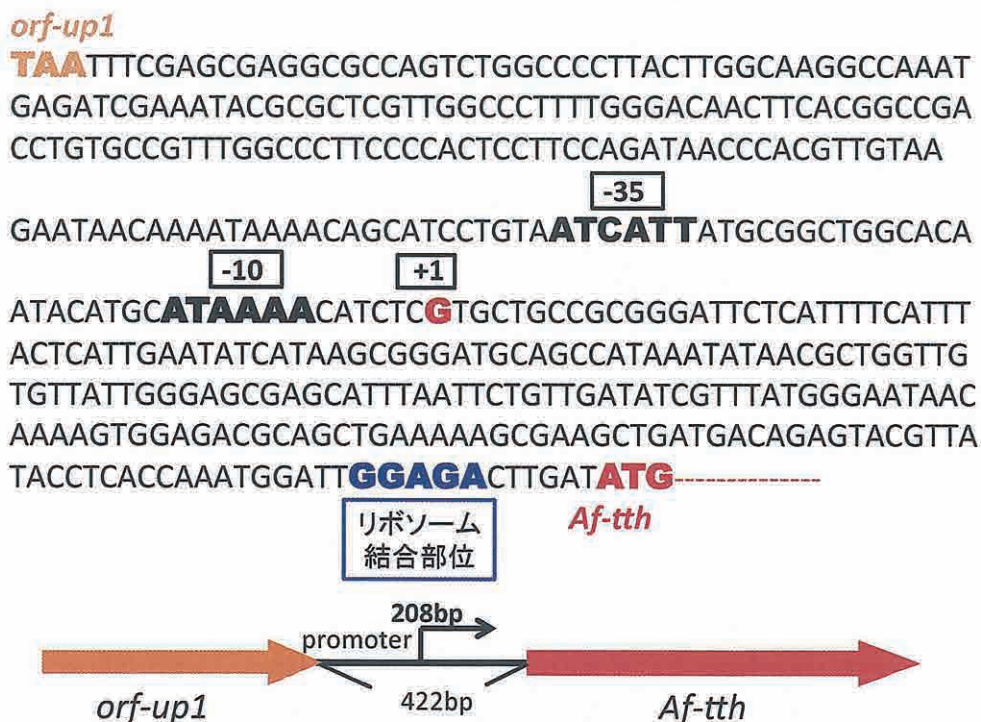 orf-up1
TAATTTCGAGCGAGGCGCCAGTCTGGCCCCTTACTTGGCAAGGCCAAAT
GAGATCGAAATACGCGCTCGTTGGCCCTTTTGGGACAACTTCACGGCCGA
CCTGTGCCGTTTGGCCCTTCCCCACTCCTTCCAGATAACCCACGTTGTAA
-35
GAATAACAAAATAAAACAGCATCCTGTAATCATTATGCGGCTGGCACA
-10 +1
ATACATGCATAAAACATCTCGTGCTGCCGCGGGATTCTCATTTTCATTT
ACTCATTGAATATCATAAGCGGGATGCAGCCATAAATATAACGCTGGTTG
TGTTATTGGGAGCGAGCATTTAATTCTGTTGATATCGTTTATGGGAATAAC
AAAAGTGGAGACGCAGCTGAAAAAGCGAAGCTGATGACAGAGTACGTTA
TACCTCACCAAATGGATTGGAGACTTGATATG--------------
Af-tth
リボソーム
結合部位
208bp
promoter
422bp
orf-up1 Af-tth